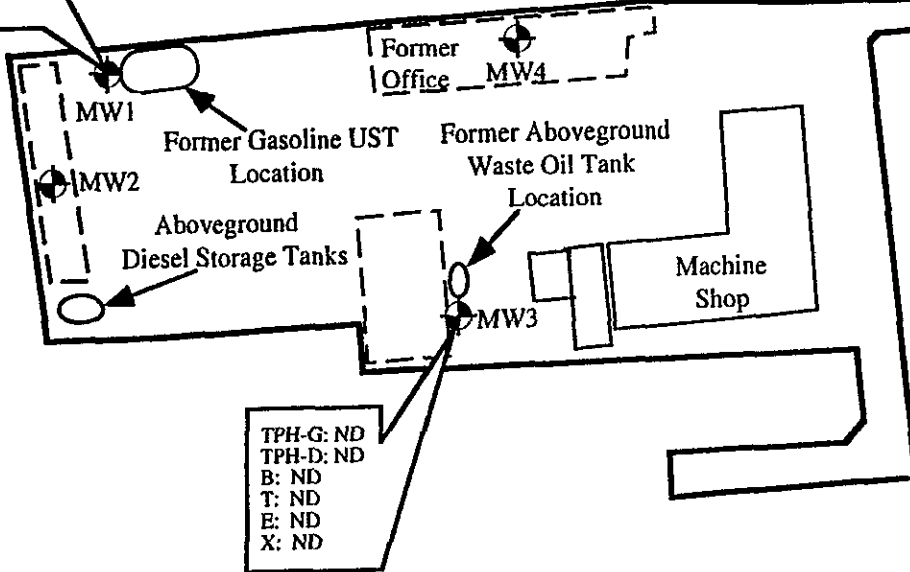 Former
Office
MW4
MW1
Former Gasoline UST
Location
Former Aboveground
Waste Oil Tank
Location
MW2
Aboveground
Diesel Storage Tanks
Machine
Shop
MW3
TPH-G: ND
TPH-D: ND
B: ND
T: ND
E: ND
X: ND